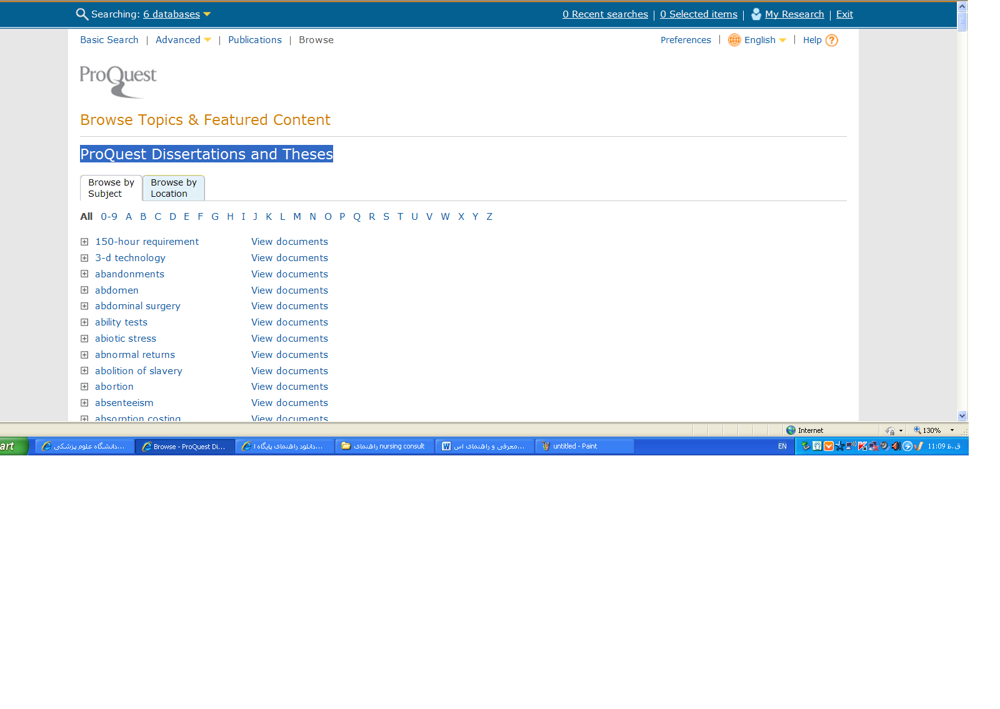 Searching: 6 databases
0 Recent searches | 0 Selected items | My Research | Exit
Basic Search | Advanced | Publications | Browse
Preferences | English | Help ?
ProQuest
Browse Topics & Featured Content
ProQuest Dissertations and Theses
Browse by Subject
Browse by Location
All 0-9 A B C D E F G H I J K L M N O P Q R S T U V W X Y Z
150-hour requirement View documents
3-d technology View documents
abandonments View documents
abdomen View documents
abdominal surgery View documents
ability tests View documents
abiotic stress View documents
abnormal returns View documents
abolition of slavery View documents
abortion View documents
absenteeism View documents
absorption costing View documents
Internet
130%
art
دانشگاه علوم پزشکی...
Browse - ProQuest Di...
دانلود راهنمای پایگاه ا...
راهنمای nursing consult
معرفی و راهنمای اس...
untitled - Paint
EN
11:09 ق.ظ